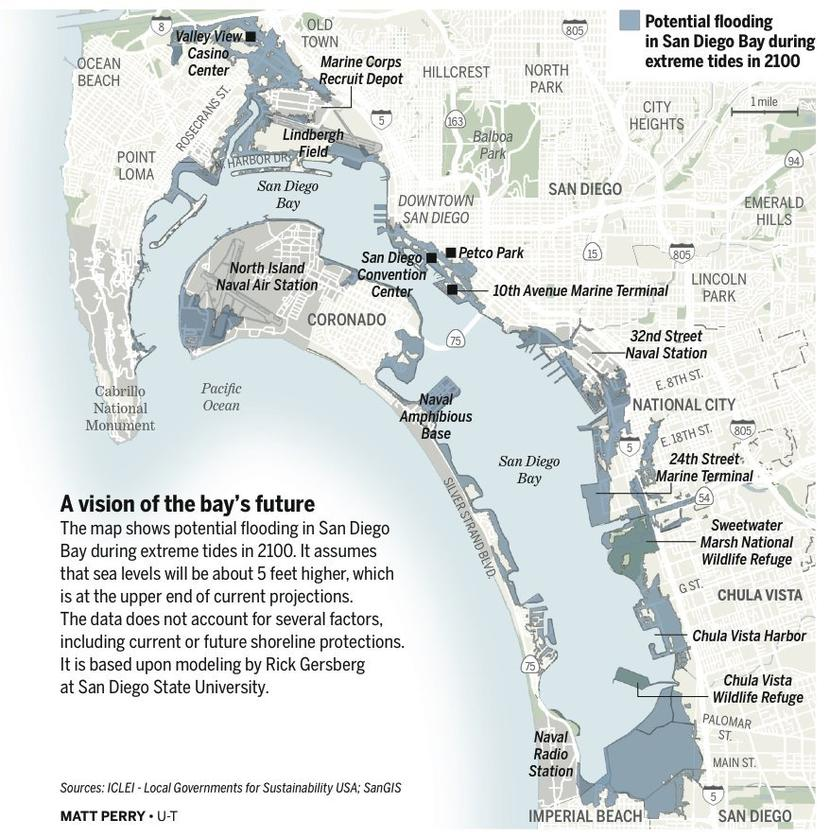 8
OLD
TOWN
805
Potential flooding
in San Diego Bay during
extreme tides in 2100
Valley View
Casino
Center
OCEAN
BEACH
Marine Corps
Recruit Depot
HILLCREST
NORTH
PARK
1 mile
ROSECRANS ST.
5
163
CITY
HEIGHTS
Lindbergh
Field
Balboa
Park
94
POINT
LOMA
N. HARBOR DR.
San Diego
Bay
DOWNTOWN
SAN DIEGO
SAN DIEGO
EMERALD
HILLS
San Diego
Convention
Center
Petco Park
15
805
North Island
Naval Air Station
10th Avenue Marine Terminal
LINCOLN
PARK
CORONADO
75
32nd Street
Naval Station
E. 8TH ST.
Cabrillo
National
Monument
Pacific
Ocean
Naval
Amphibious
Base
NATIONAL CITY
805
E. 18TH ST.
5
San Diego
Bay
24th Street
Marine Terminal
54
SILVER STRAND BLVD.
A vision of the bay's future
The map shows potential flooding in San Diego
Bay during extreme tides in 2100. It assumes
that sea levels will be about 5 feet higher, which
is at the upper end of current projections.
The data does not account for several factors,
including current or future shoreline protections.
It is based upon modeling by Rick Gersberg
at San Diego State University.
Sweetwater
Marsh National
Wildlife Refuge
G ST.
CHULA VISTA
Chula Vista Harbor
75
Chula Vista
Wildlife Refuge
PALOMAR
ST.
Naval
Radio
Station
MAIN ST.
5
IMPERIAL BEACH
SAN DIEGO
Sources: ICLEI - Local Governments for Sustainability USA; SanGIS
MATT PERRY • U-T